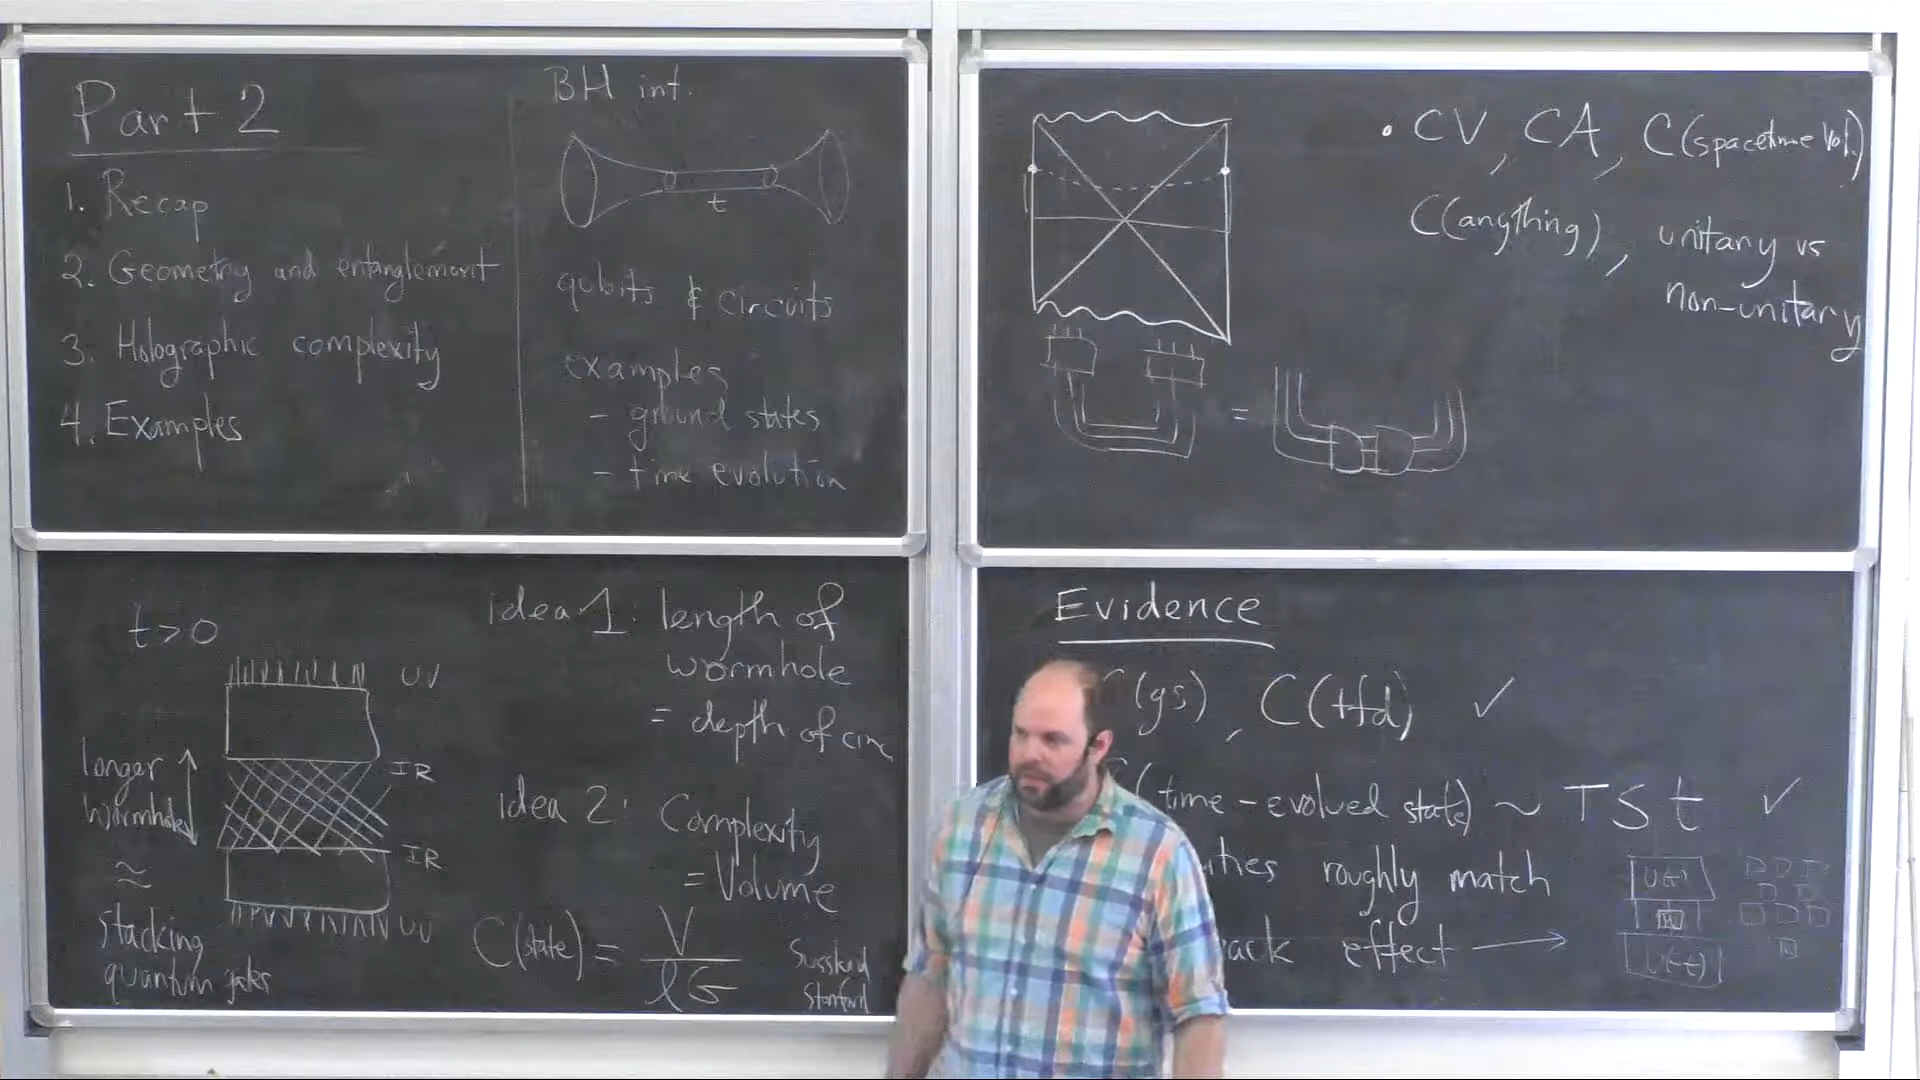 Part 2
1. Recap
2. Geometry and entanglement
3. Holographic complexity
4. Examples
BH int.
t
qubits & circuits
examples
- ground states
- time evolution
• CV, CA, C(spacetime vol.)
C(anything), unitary vs
non-unitary
=
t>0
UV
IR
IR
UV
longer
wormhole
≈
stacking
quantum gates
idea 1: length of
wormhole
= depth of circ
idea 2: Complexity
= Volume
C(state) = V / lG
Susskind
Stanford
Evidence
(gs), C(tfd) ✓
(time-evolved state) ~ TSt ✓
ities roughly match
ack effect →
U(t)
W
U(-t)
W